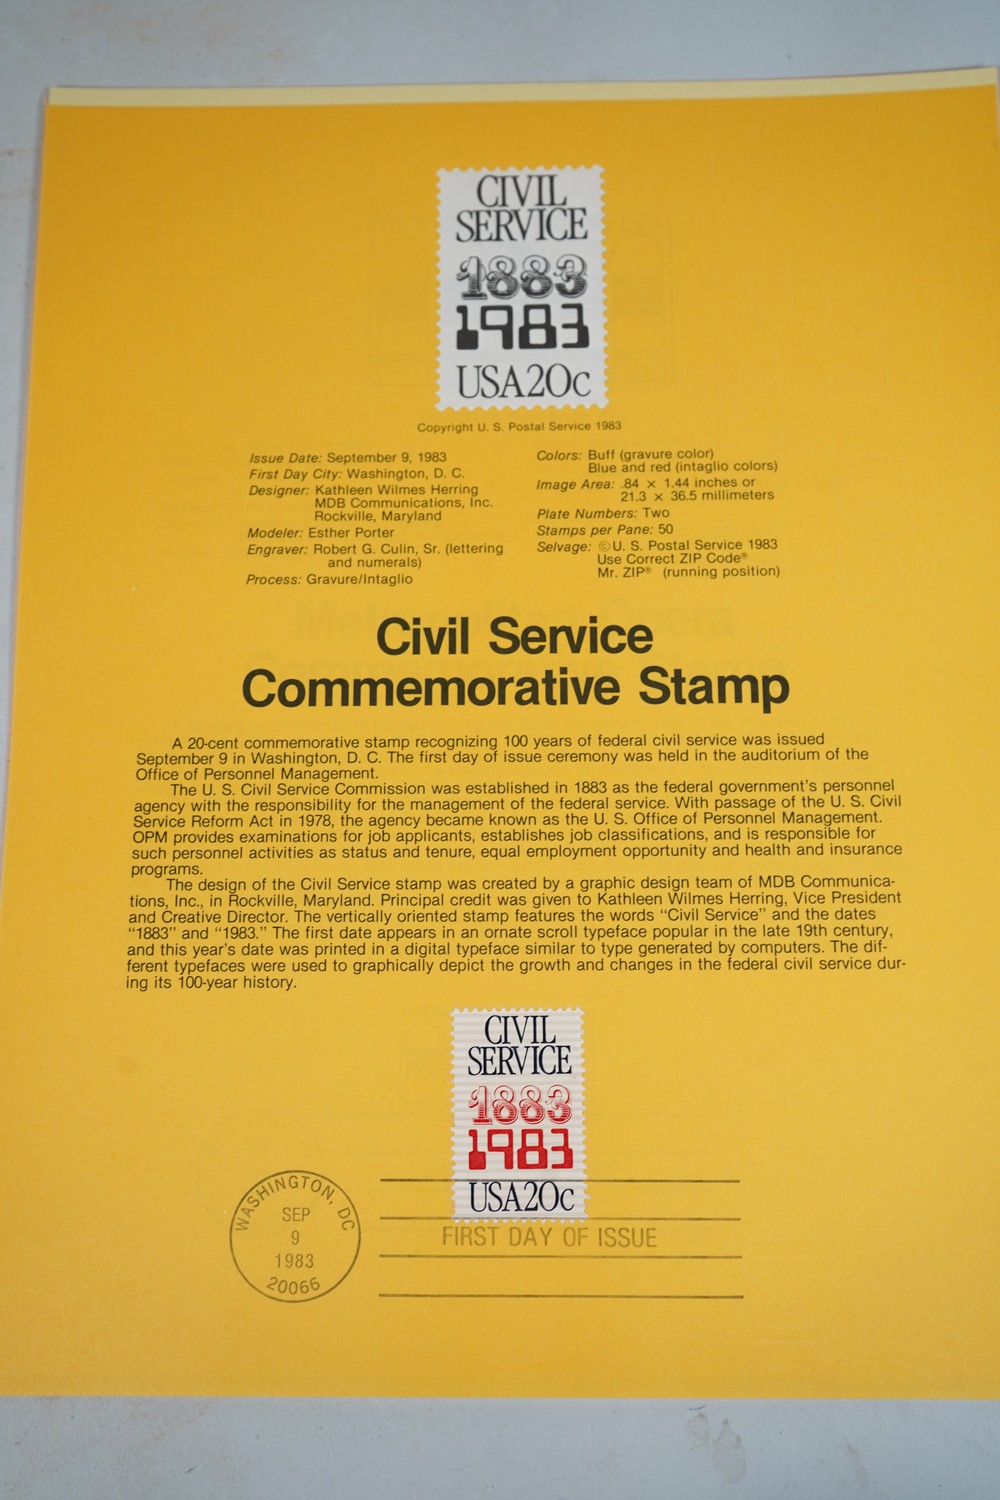 CIVIL
SERVICE
1883
1983
USA20c
Copyright U. S. Postal Service 1983
Issue Date: September 9, 1983
First Day City: Washington, D. C.
Designer: Kathleen Wilmes Herring
MDB Communications, Inc.
Rockville, Maryland
Modeler: Esther Porter
Engraver: Robert G. Culin, Sr. (lettering
and numerals)
Process: Gravure/Intaglio
Colors: Buff (gravure color)
Blue and red (intaglio colors)
Image Area: .84 × 1.44 inches or
21.3 × 36.5 millimeters
Plate Numbers: Two
Stamps per Pane: 50
Selvage: ©U. S. Postal Service 1983
Use Correct ZIP Code®
Mr. ZIP® (running position)
Civil Service
Commemorative Stamp
A 20-cent commemorative stamp recognizing 100 years of federal civil service was issued
September 9 in Washington, D. C. The first day of issue ceremony was held in the auditorium of the
Office of Personnel Management.
The U. S. Civil Service Commission was established in 1883 as the federal government's personnel
agency with the responsibility for the management of the federal service. With passage of the U. S. Civil
Service Reform Act in 1978, the agency became known as the U. S. Office of Personnel Management.
OPM provides examinations for job applicants, establishes job classifications, and is responsible for
such personnel activities as status and tenure, equal employment opportunity and health and insurance
programs.
The design of the Civil Service stamp was created by a graphic design team of MDB Communica-
tions, Inc., in Rockville, Maryland. Principal credit was given to Kathleen Wilmes Herring, Vice President
and Creative Director. The vertically oriented stamp features the words "Civil Service" and the dates
"1883" and "1983." The first date appears in an ornate scroll typeface popular in the late 19th century,
and this year's date was printed in a digital typeface similar to type generated by computers. The dif-
ferent typefaces were used to graphically depict the growth and changes in the federal civil service dur-
ing its 100-year history.
CIVIL
SERVICE
1883
1983
USA20c
WASHINGTON, DC
SEP
9
1983
20066
FIRST DAY OF ISSUE